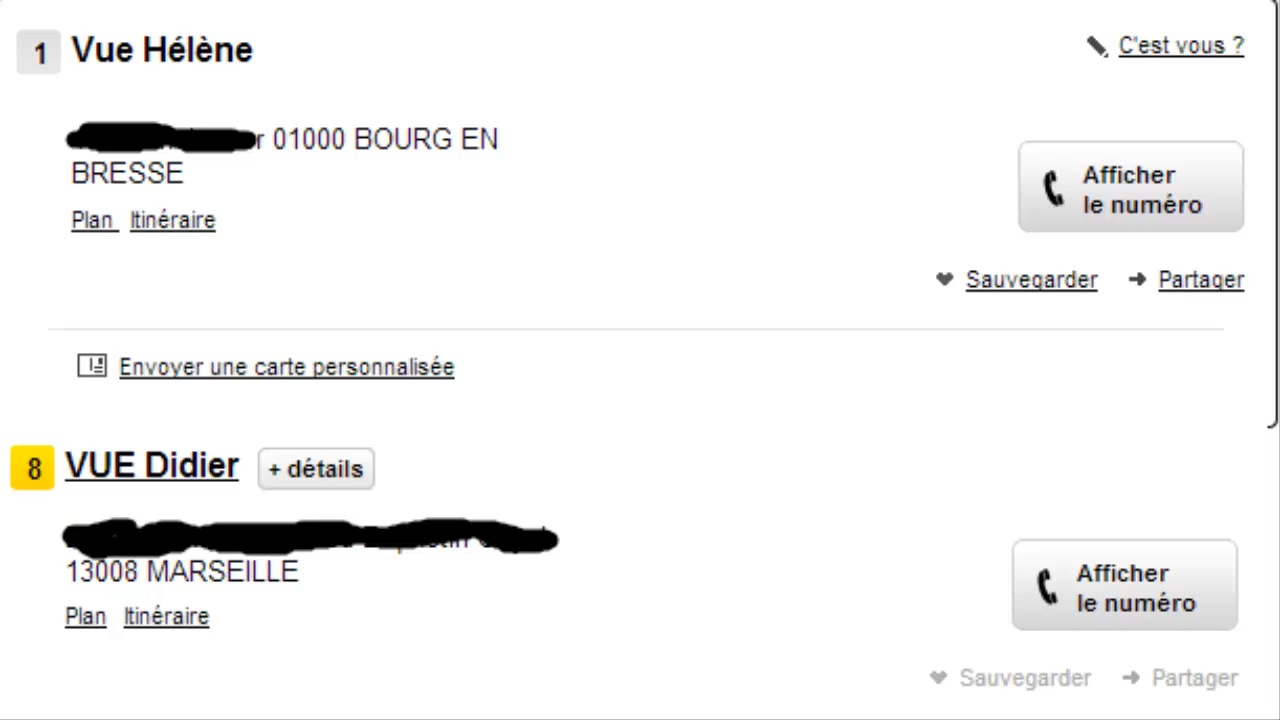 1 Vue Hélène
C'est vous ?
01000 BOURG EN
BRESSE
Plan Itinéraire
Afficher
le numéro
Sauvegarder Partager
Envoyer une carte personnalisée
8 VUE Didier + détails
13008 MARSEILLE
Plan Itinéraire
Afficher
le numéro
Sauvegarder Partager